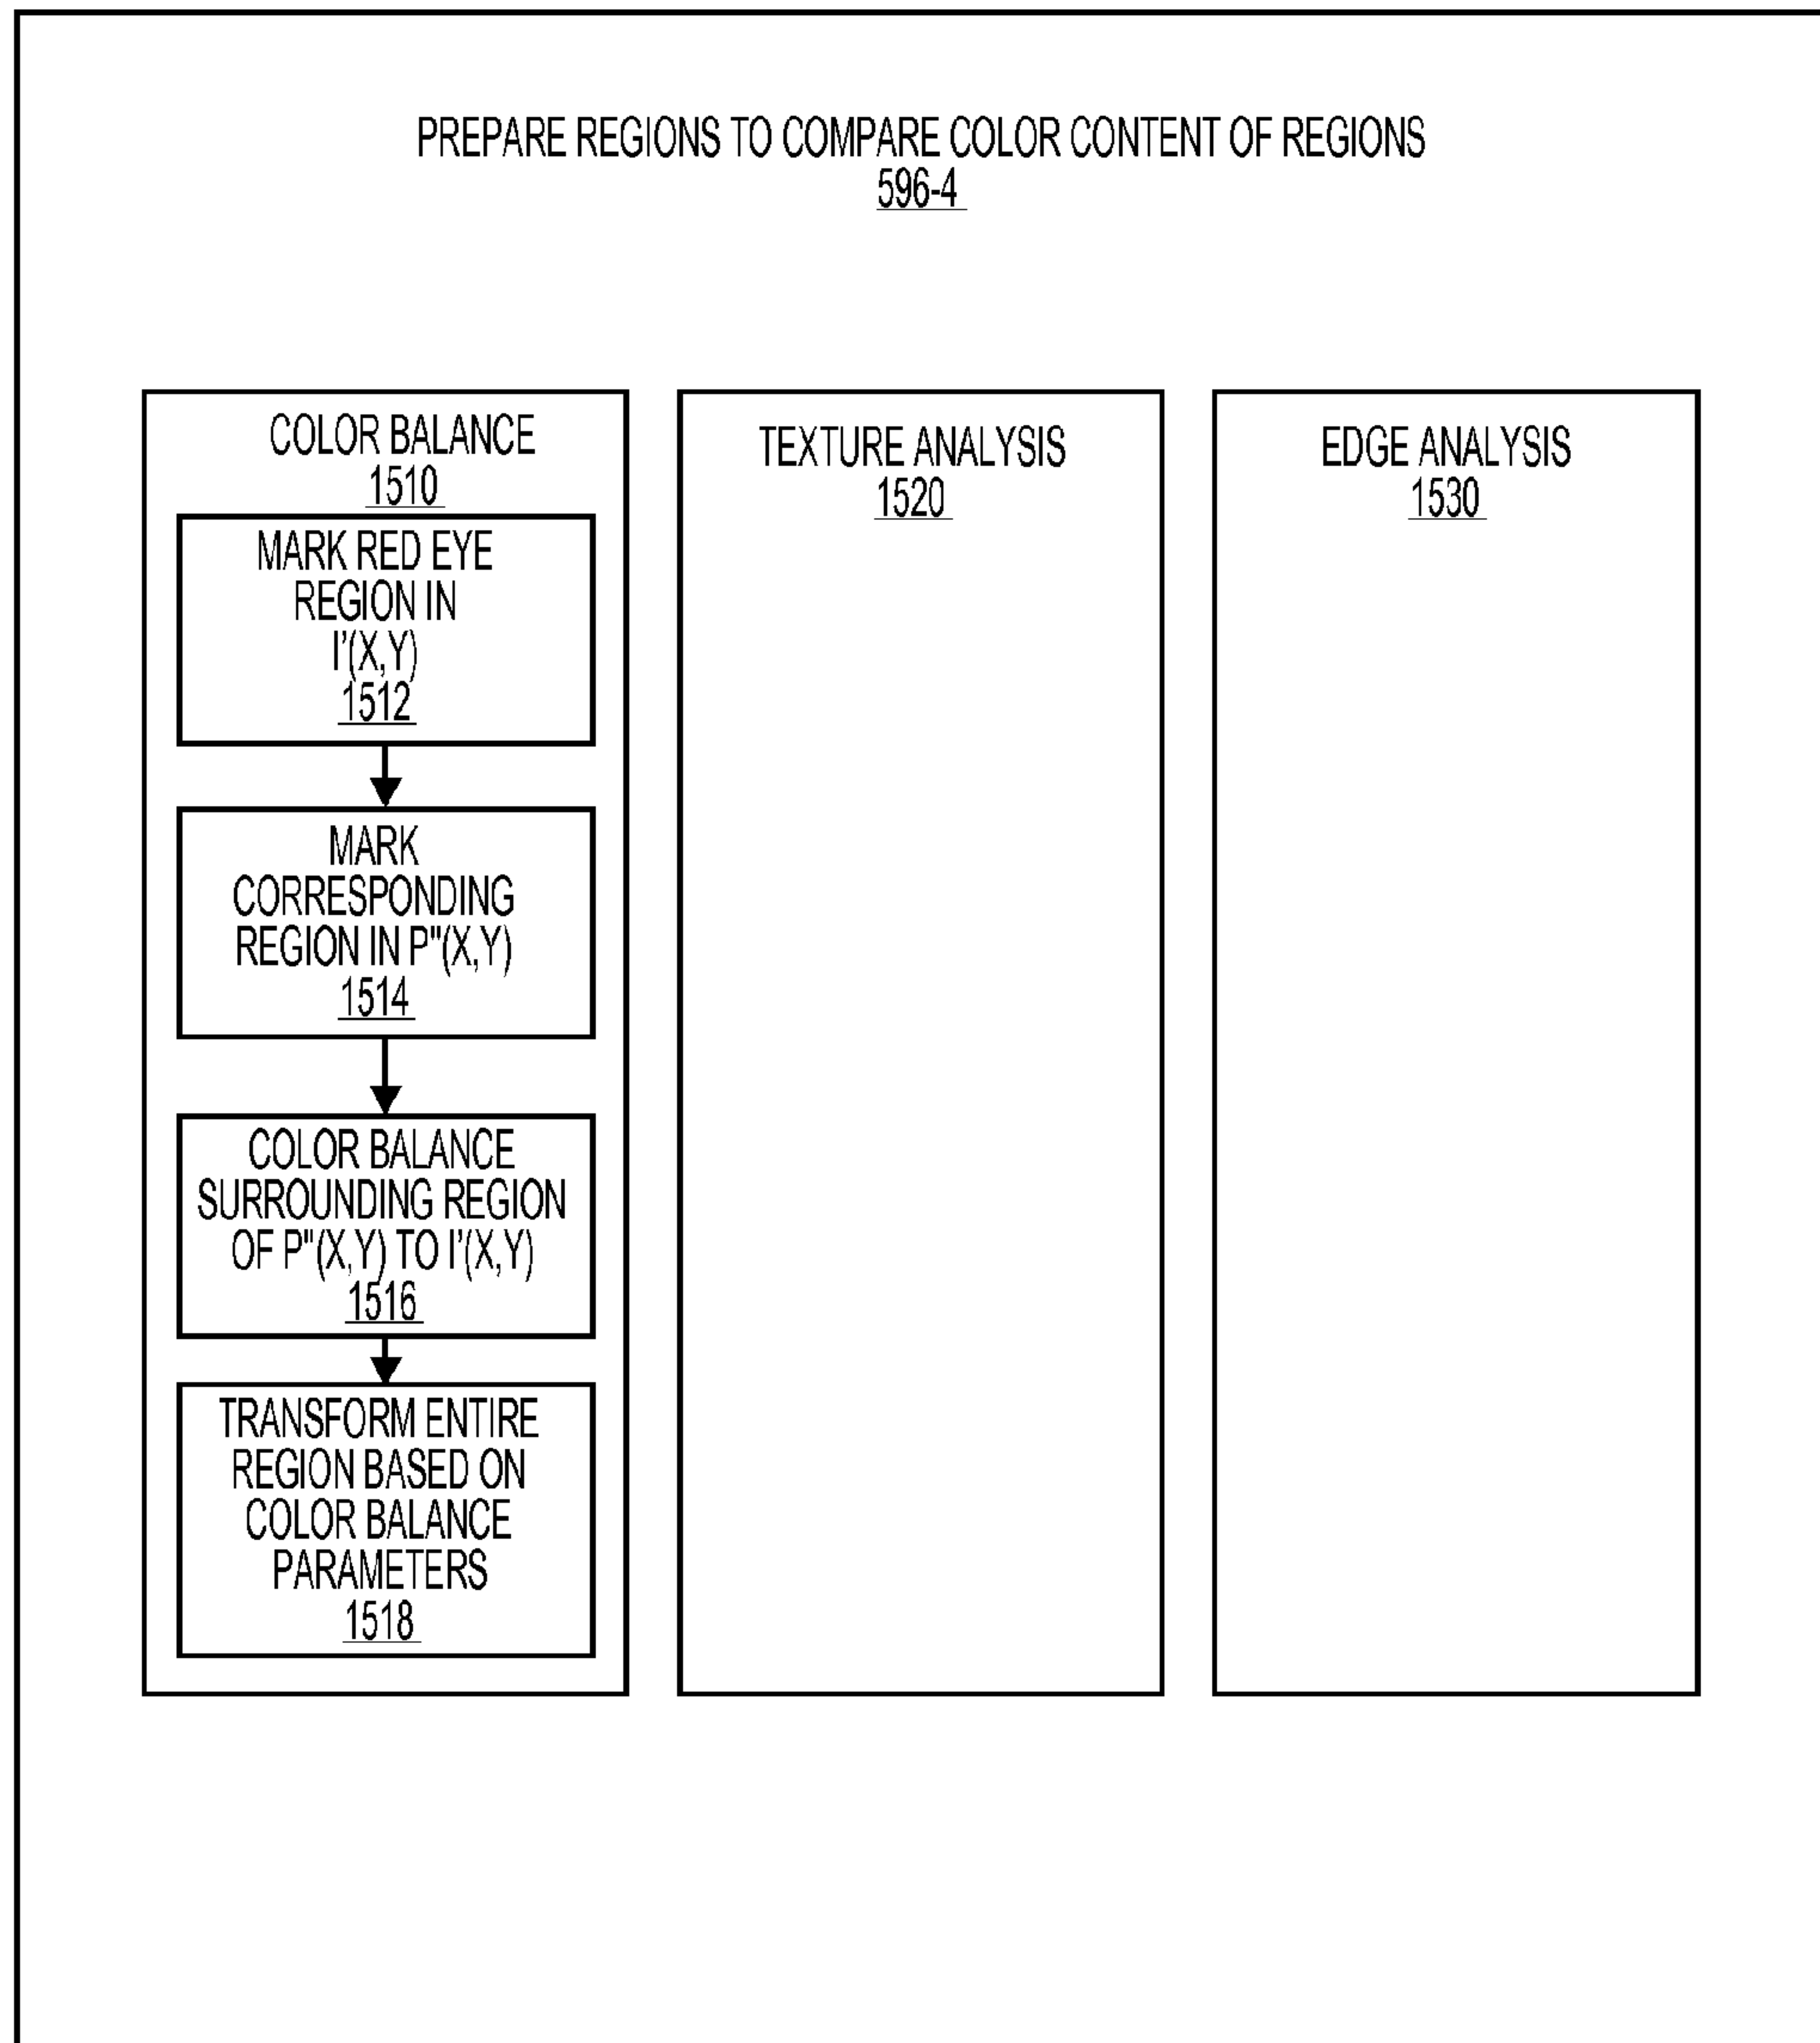 PREPARE REGIONS TO COMPARE COLOR CONTENT OF REGIONS
596-4
COLOR BALANCE
1510
MARK RED EYE
REGION IN
I'(X,Y)
1512
MARK
CORRESPONDING
REGION IN P"(X,Y)
1514
COLOR BALANCE
SURROUNDING REGION
OF P"(X,Y) TO I'(X,Y)
1516
TRANSFORM ENTIRE
REGION BASED ON
COLOR BALANCE
PARAMETERS
1518
TEXTURE ANALYSIS
1520
EDGE ANALYSIS
1530